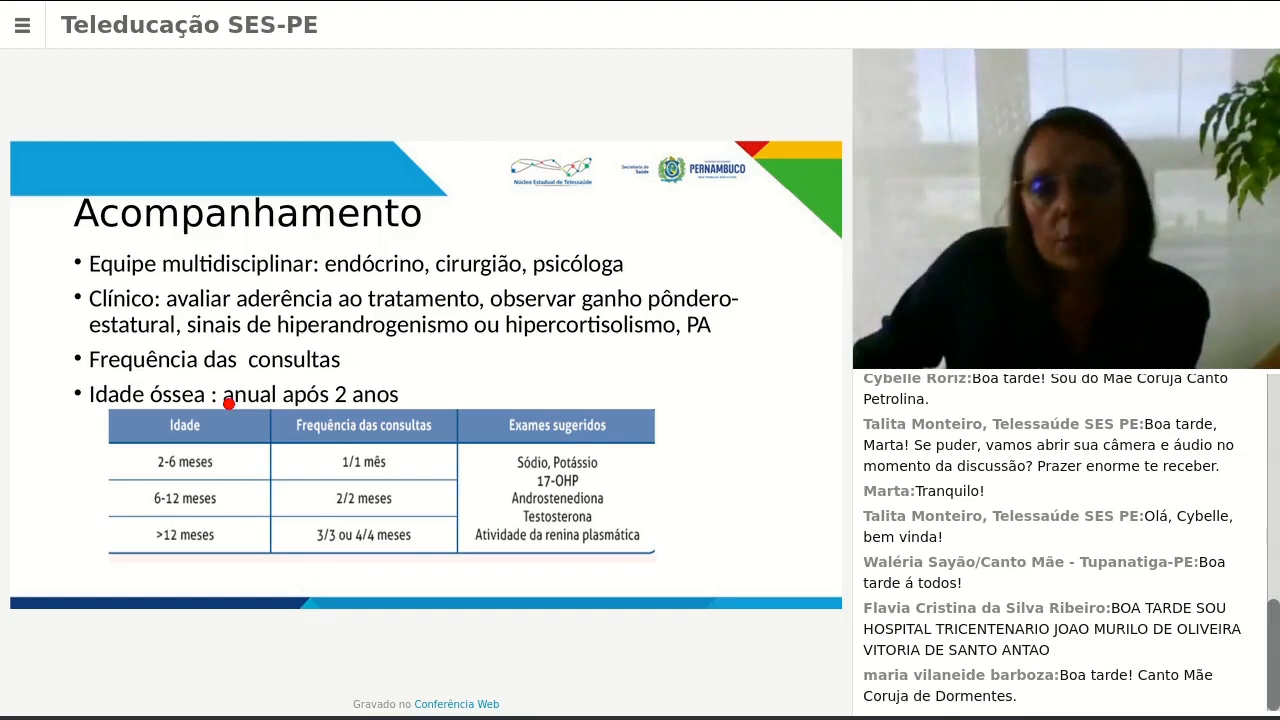 Teleducação SES-PE
Núcleo Estadual de Telessaúde
Secretaria de
Saúde
PERNAMBUCO
Acompanhamento
• Equipe multidisciplinar: endócrino, cirurgião, psicóloga
• Clínico: avaliar aderência ao tratamento, observar ganho pôndero-
estatural, sinais de hiperandrogenismo ou hipercortisolismo, PA
• Frequência das  consultas
• Idade óssea : anual após 2 anos
Idade Frequência das consultas Exames sugeridos
2-6 meses 1/1 mês Sódio, Potássio
17-OHP
6-12 meses 2/2 meses Androstenediona
Testosterona
>12 meses 3/3 ou 4/4 meses Atividade da renina plasmática
Gravado no Conferência Web
Cybelle Roriz:Boa tarde! Sou do Mãe Coruja Canto
Petrolina.
Talita Monteiro, Telessaúde SES PE:Boa tarde,
Marta! Se puder, vamos abrir sua câmera e áudio no
momento da discussão? Prazer enorme te receber.
Marta:Tranquilo!
Talita Monteiro, Telessaúde SES PE:Olá, Cybelle,
bem vinda!
Waléria Sayão/Canto Mãe - Tupanatiga-PE:Boa
tarde á todos!
Flavia Cristina da Silva Ribeiro:BOA TARDE SOU
HOSPITAL TRICENTENARIO JOAO MURILO DE OLIVEIRA
VITORIA DE SANTO ANTAO
maria vilaneide barboza:Boa tarde! Canto Mãe
Coruja de Dormentes.